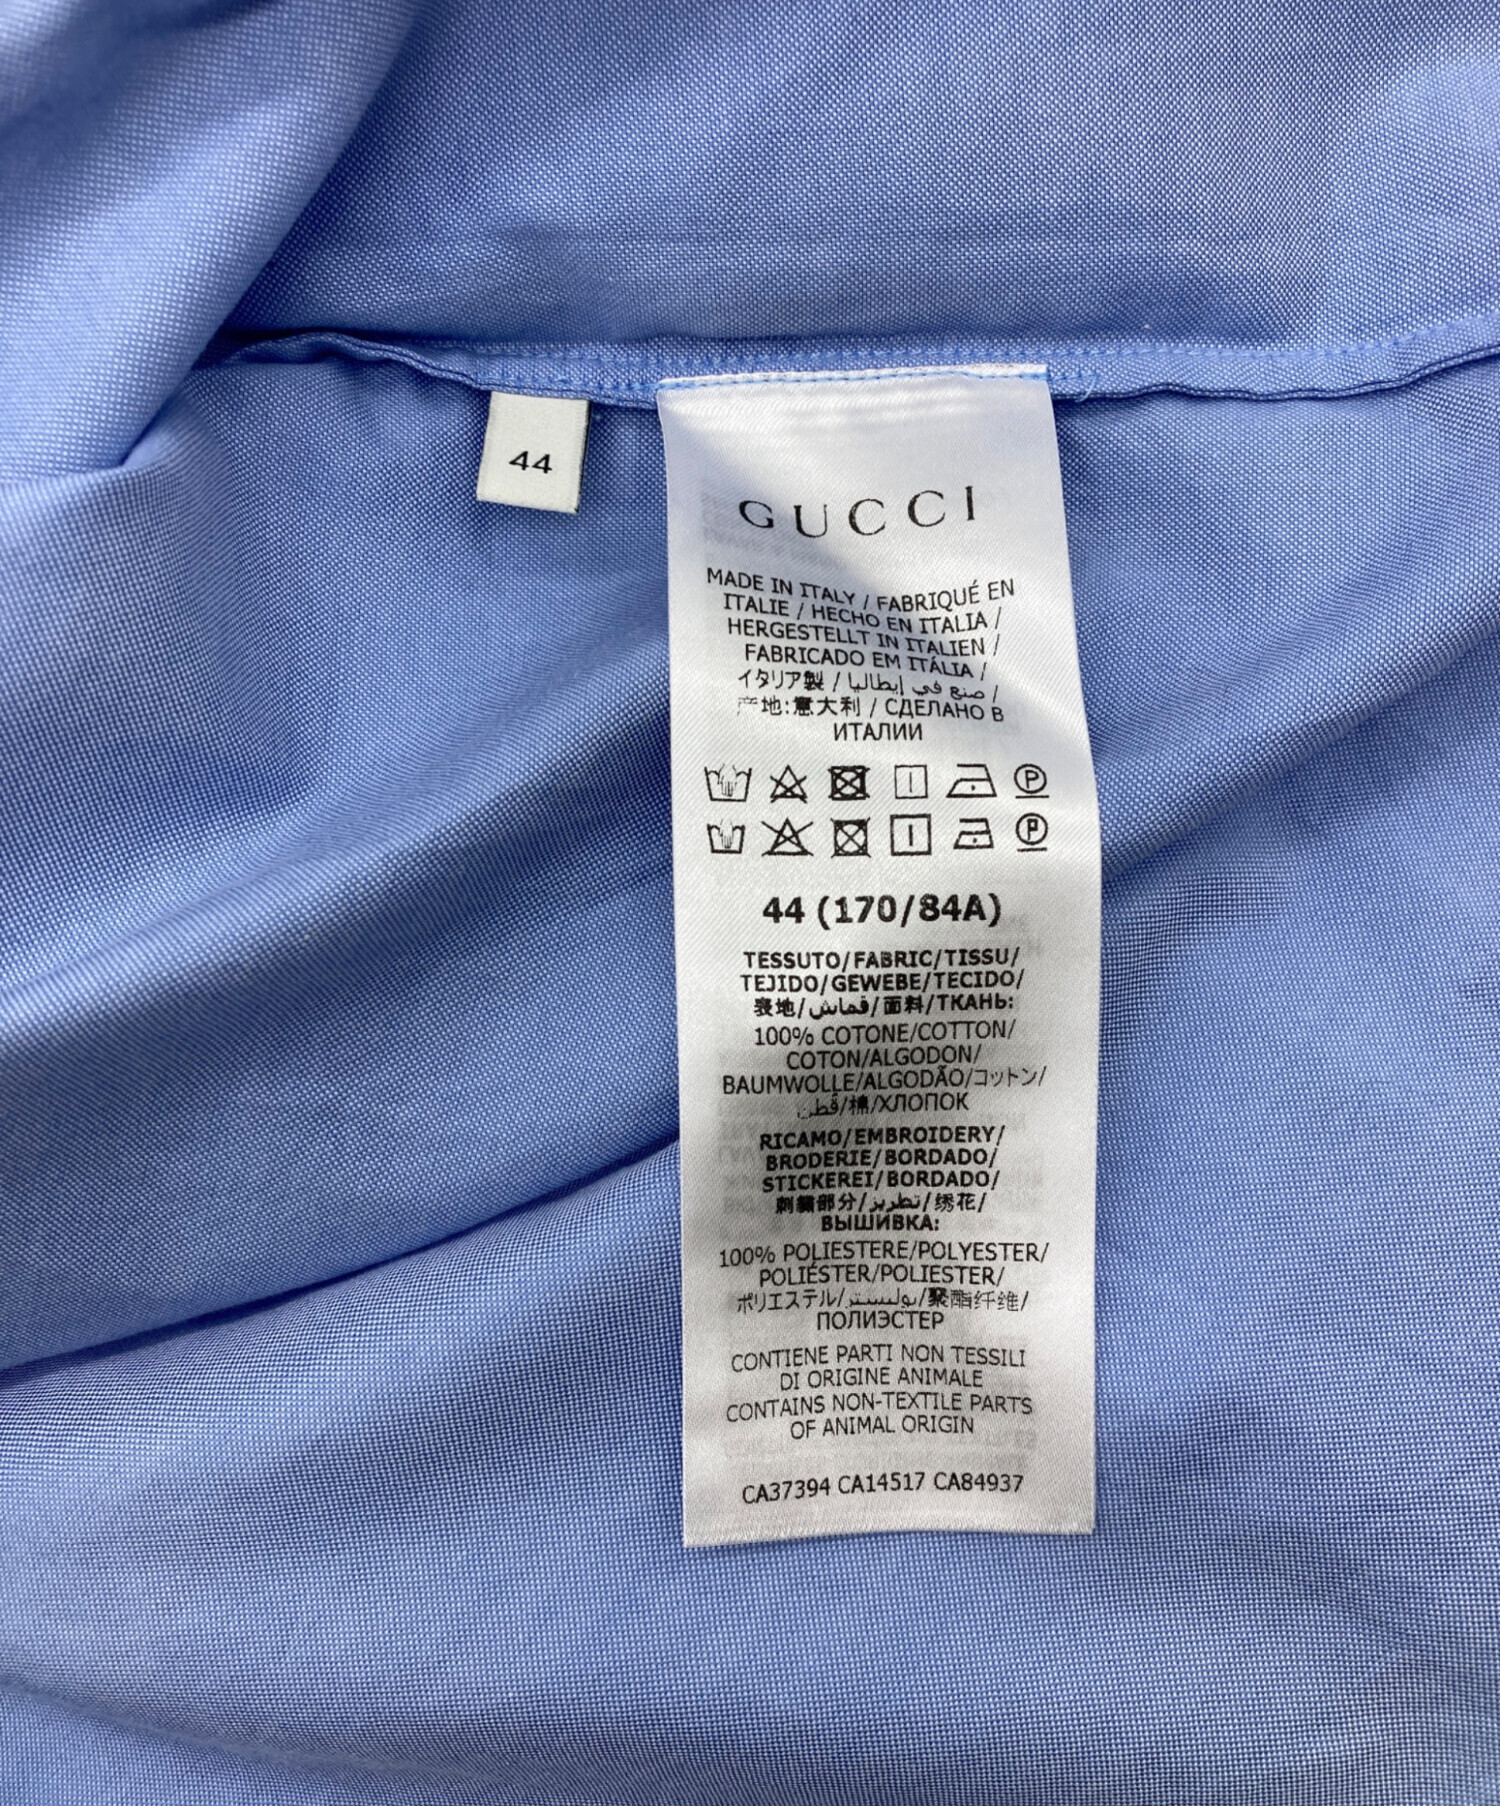 44
GUCCI
MADE IN ITALY / FABRIQUÉ EN
ITALIE / HECHO EN ITALIA /
HERGESTELLT IN ITALIEN /
FABRICADO EM ITÁLIA /
イタリア製 / صنع في إيطاليا /
产地:意大利 / СДЕЛАНО В
ИТАЛИИ
44 (170/84A)
TESSUTO/FABRIC/TISSU/
TEJIDO/GEWEBE/TECIDO/
表地/قماش/面料/ТКАНЬ:
100% COTONE/COTTON/
COTON/ALGODON/
BAUMWOLLE/ALGODÃO/コットン/
قطن/棉/ХЛОПОК
RICAMO/EMBROIDERY/
BRODERIE/BORDADO/
STICKEREI/BORDADO/
刺繍部分/تطريز/绣花/
ВЫШИВКА:
100% POLIESTERE/POLYESTER/
POLIÉSTER/POLIESTER/
ポリエステル/بوليستر/聚酯纤维/
ПОЛИЭСТЕР
CONTIENE PARTI NON TESSILI
DI ORIGINE ANIMALE
CONTAINS NON-TEXTILE PARTS
OF ANIMAL ORIGIN
CA37394 CA14517 CA84937